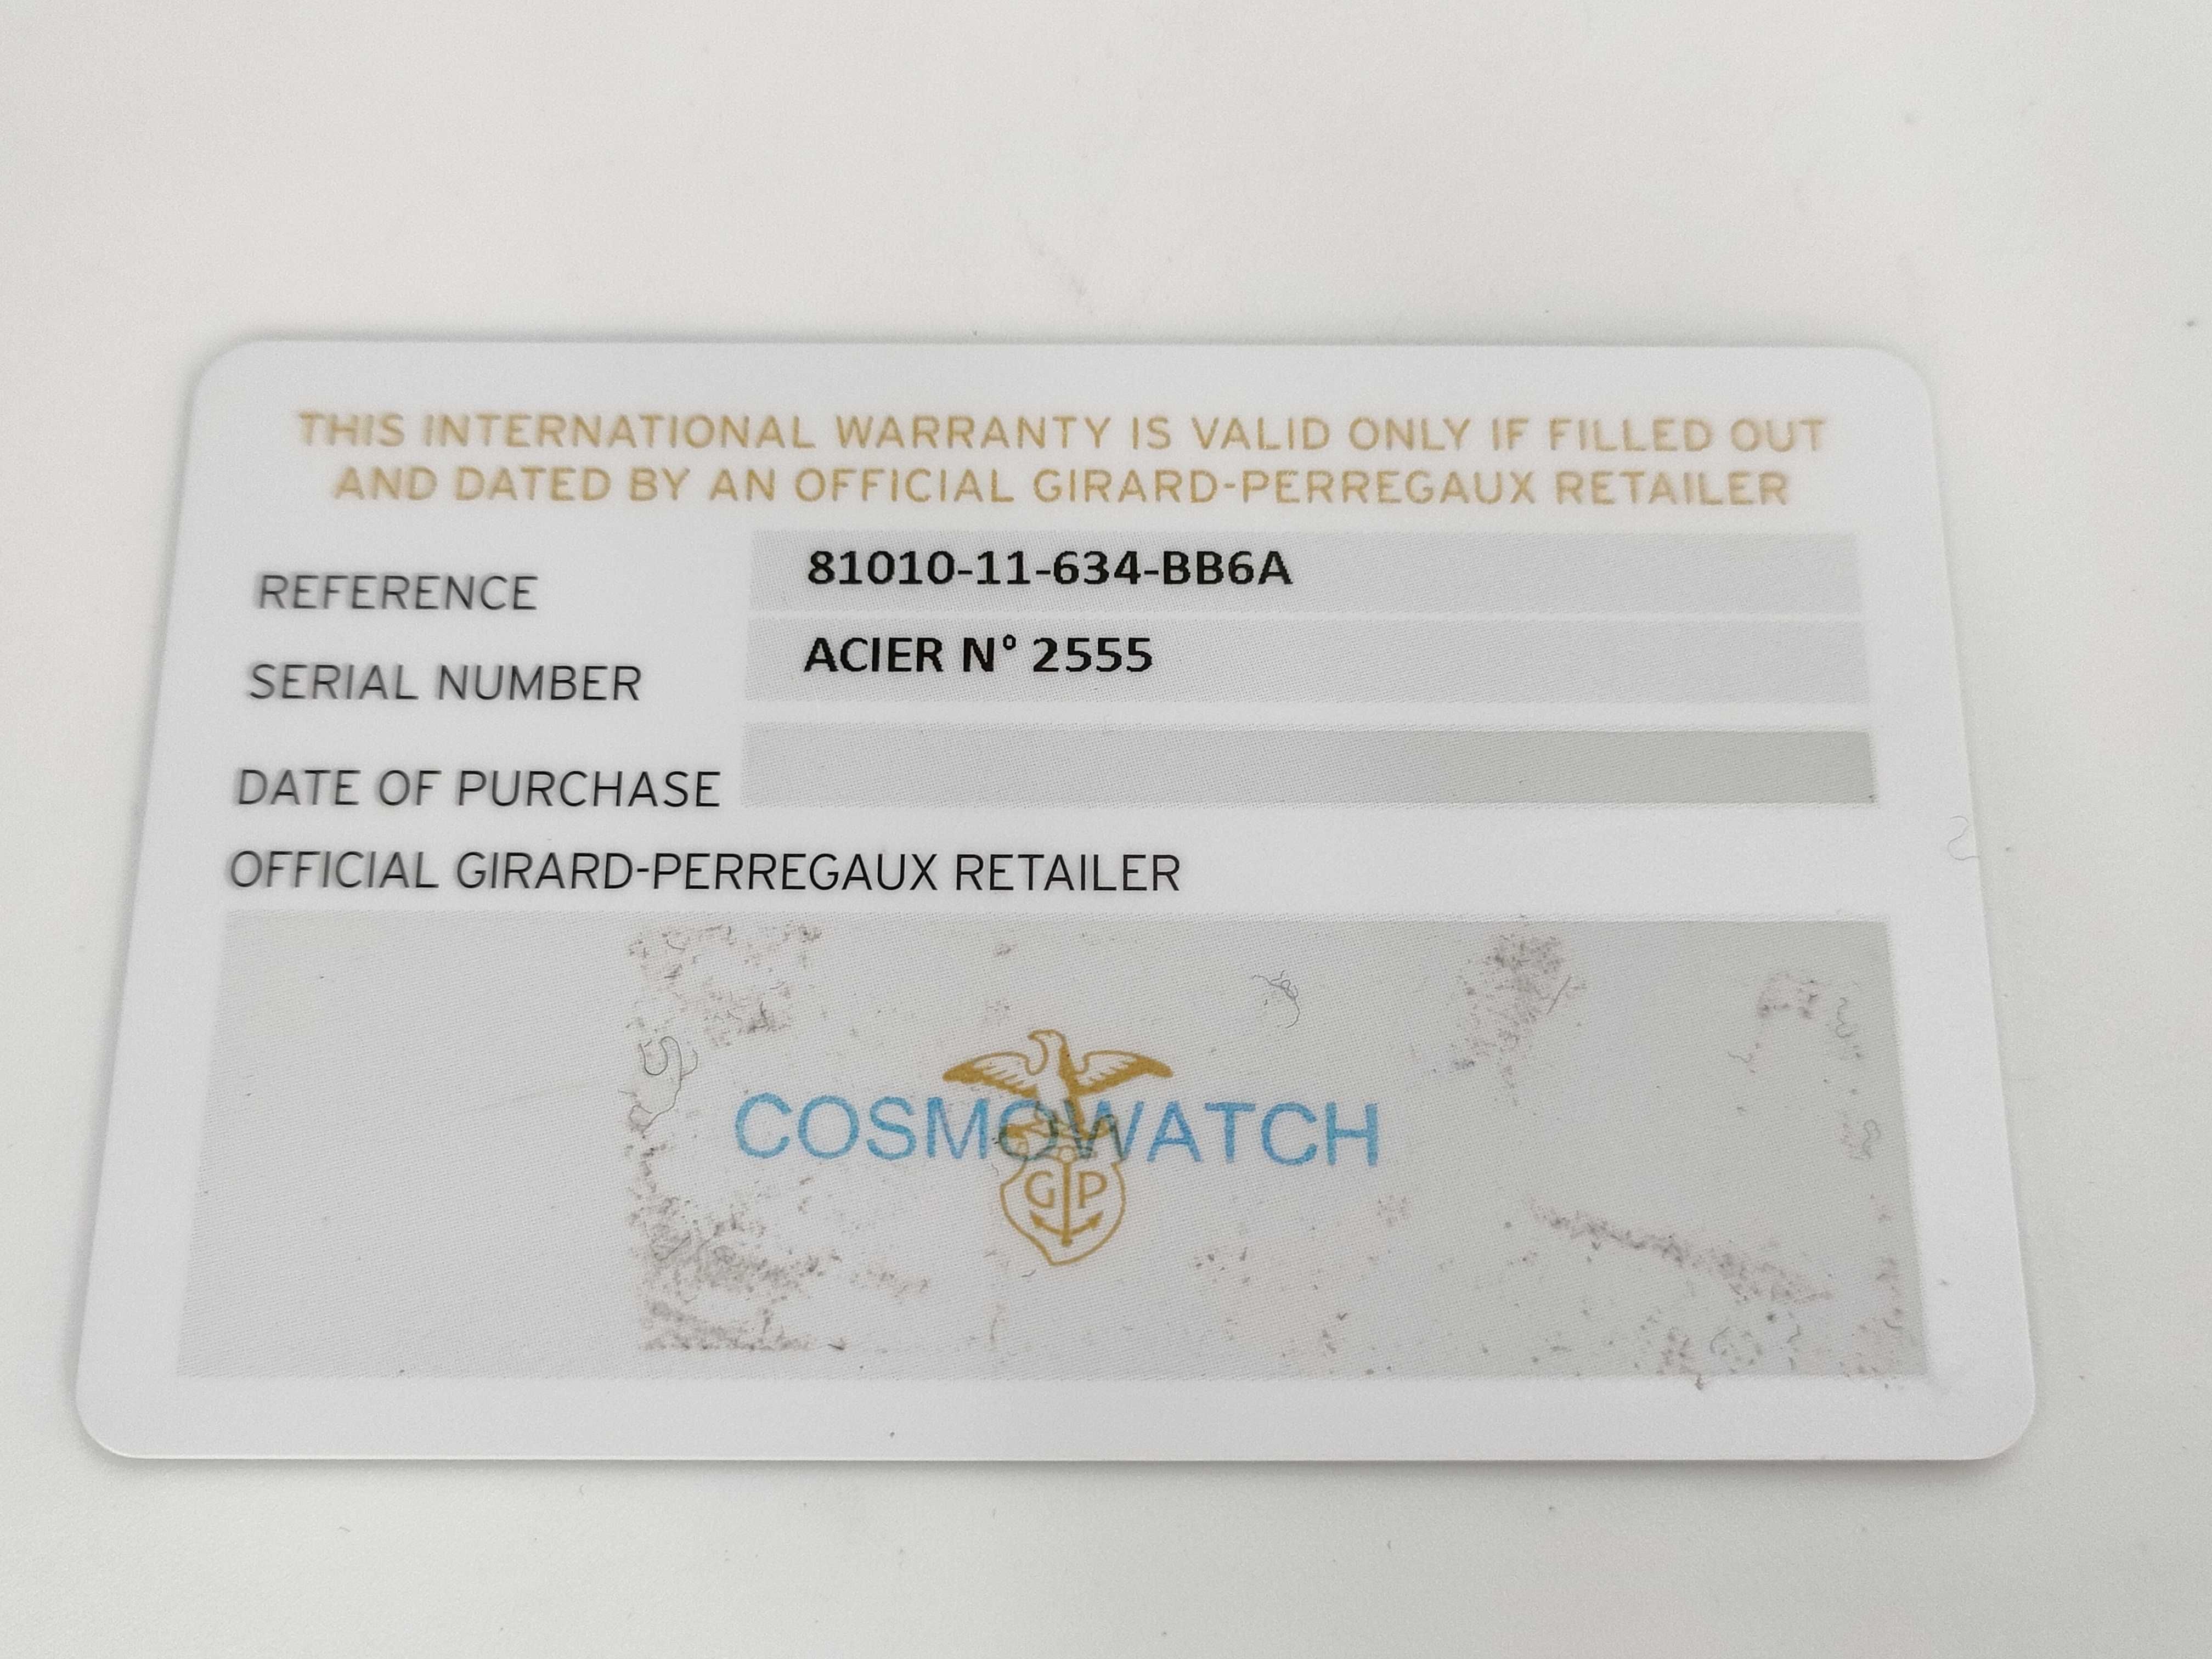 THIS INTERNATIONAL WARRANTY IS VALID ONLY IF FILLED OUT
AND DATED BY AN OFFICIAL GIRARD-PERREGAUX RETAILER
REFERENCE 81010-11-634-BB6A
SERIAL NUMBER ACIER N° 2555
DATE OF PURCHASE
OFFICIAL GIRARD-PERREGAUX RETAILER
COSMOWATCH
GP